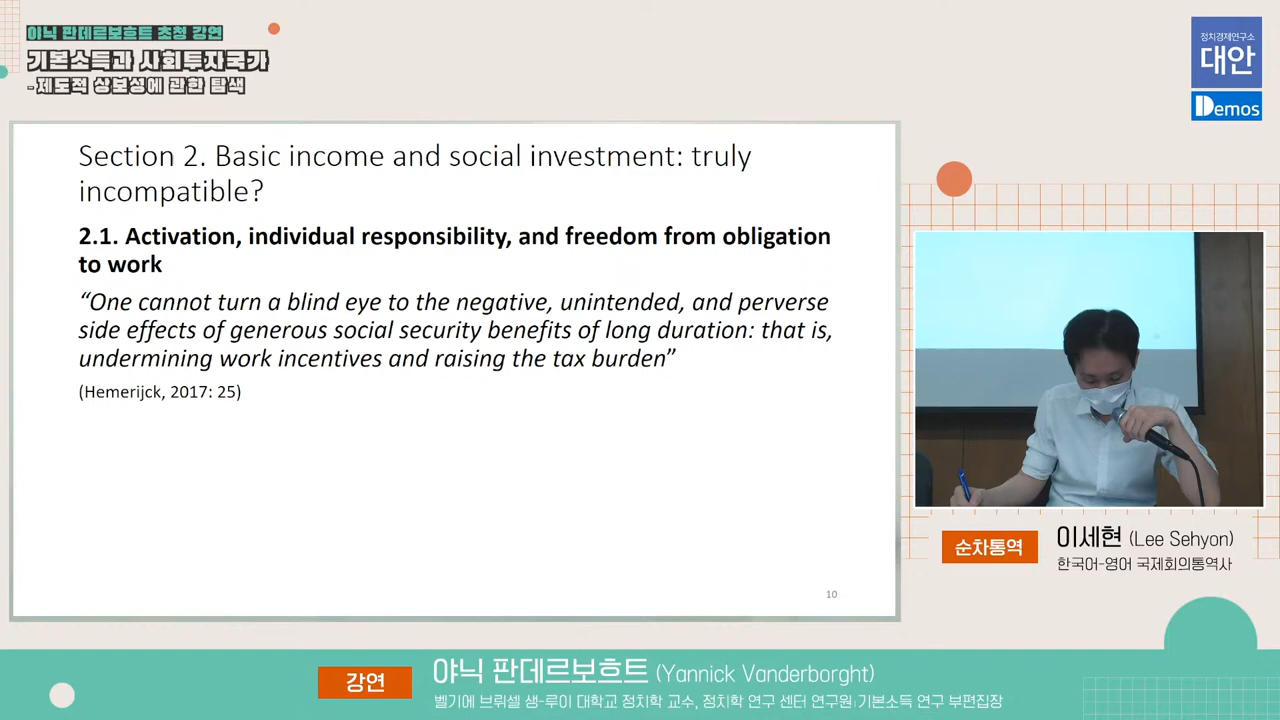 야닉 판데르보흐트 초청 강연
기본소득과 사회투자국가
- 제도적 상보성에 관한 탐색
정치경제연구소
대안
Demos
Section 2. Basic income and social investment: truly
incompatible?
2.1. Activation, individual responsibility, and freedom from obligation
to work
“One cannot turn a blind eye to the negative, unintended, and perverse
side effects of generous social security benefits of long duration: that is,
undermining work incentives and raising the tax burden”
(Hemerijck, 2017: 25)
10
순차통역
이세현 (Lee Sehyon)
한국어-영어 국제회의통역사
강연
야닉 판데르보흐트 (Yannick Vanderborght)
벨기에 브뤼셀 생-루이 대학교 정치학 교수, 정치학 연구 센터 연구원, 기본소득 연구 부편집장